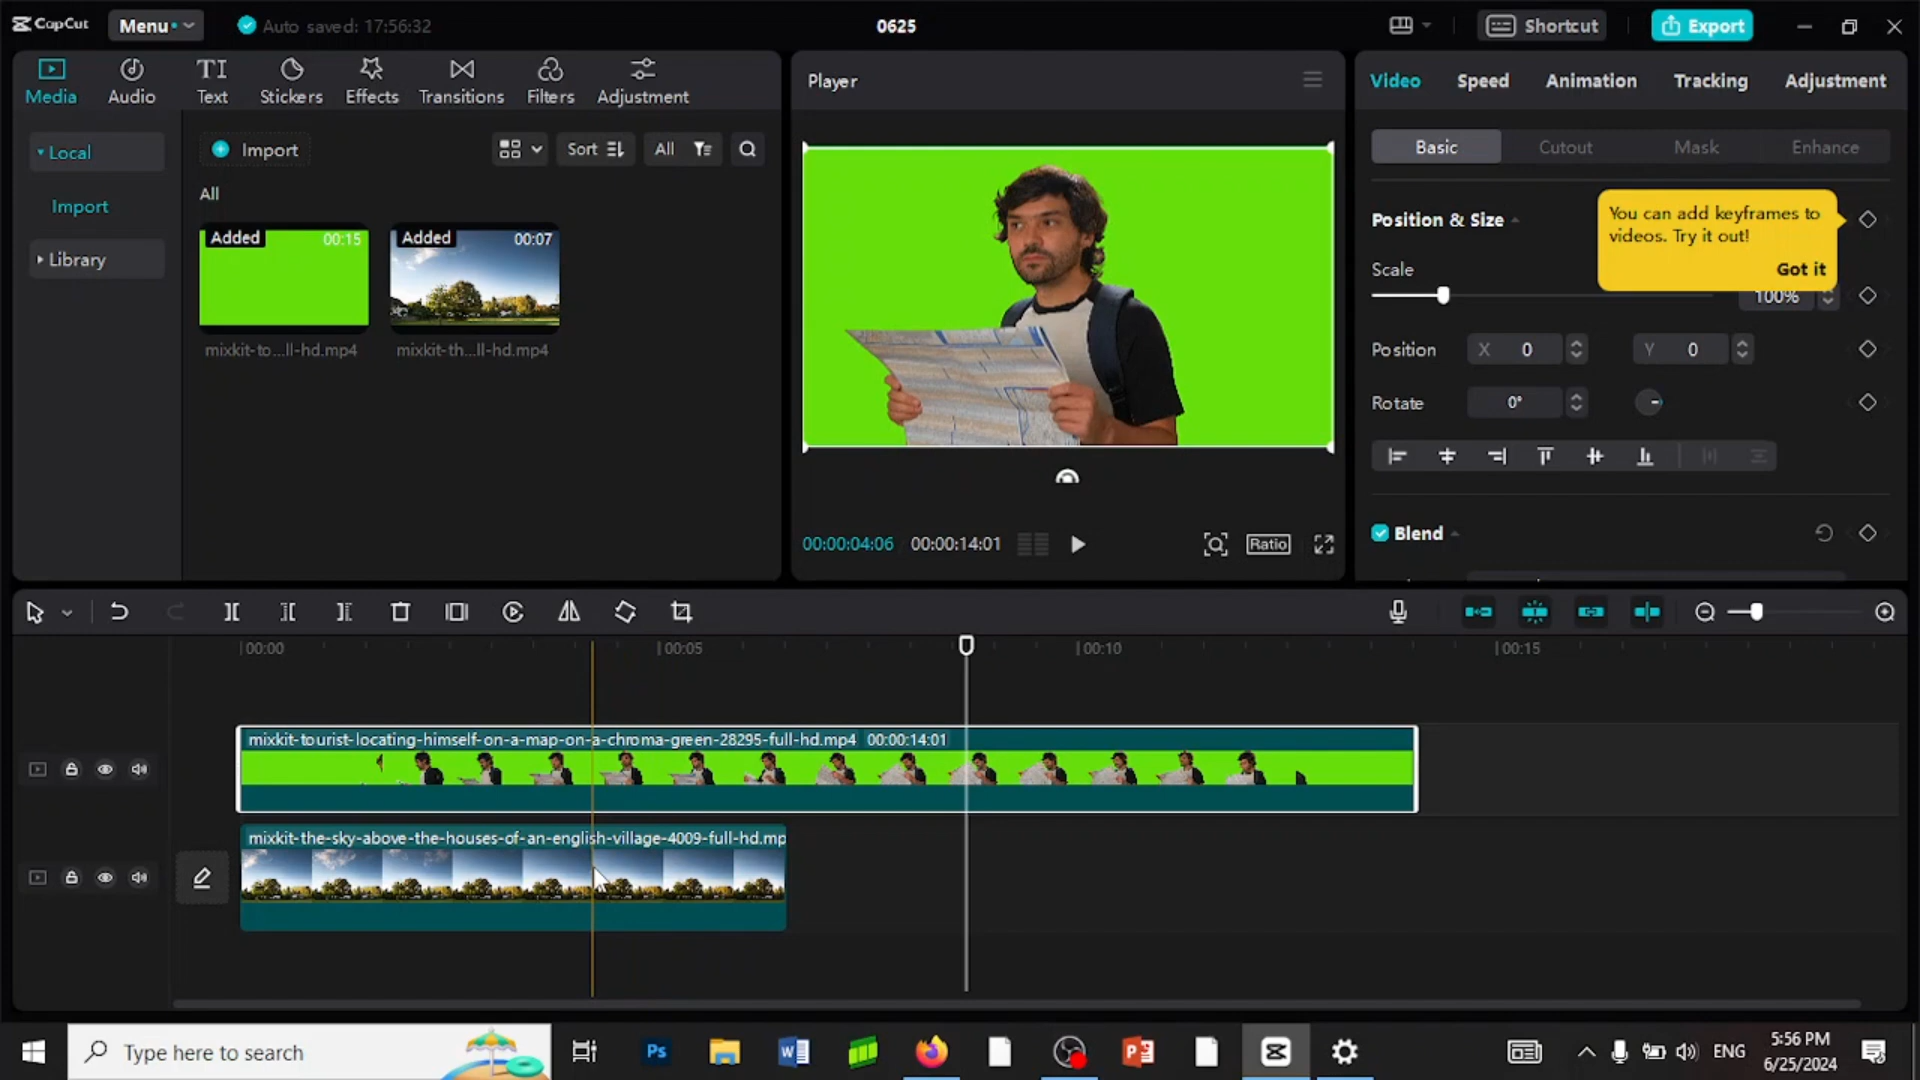 CapCut
Menu
Auto saved: 17:56:32
0625
Shortcut
Export
Media
Audio
TI
Text
Stickers
Effects
Transitions
Filters
Adjustment
Local
Import
Library
Import
Sort
All
All
Added
00:15
mixkit-to...ll-hd.mp4
Added
00:07
mixkit-th...ll-hd.mp4
Player
00:00:04:06
00:00:14:01
Ratio
Video
Speed
Animation
Tracking
Adjustment
Basic
Cutout
Mask
Enhance
Position & Size
You can add keyframes to
videos. Try it out!
Got it
Scale
100%
Position
X 0
Y 0
Rotate
0°
Blend
00:00
00:05
00:10
00:15
mixkit-tourist-locating-himself-on-a-map-on-a-chroma-green-28295-full-hd.mp4 00:00:14:01
mixkit-the-sky-above-the-houses-of-an-english-village-4009-full-hd.mp
Type here to search
Ps
ENG
5:56 PM
6/25/2024